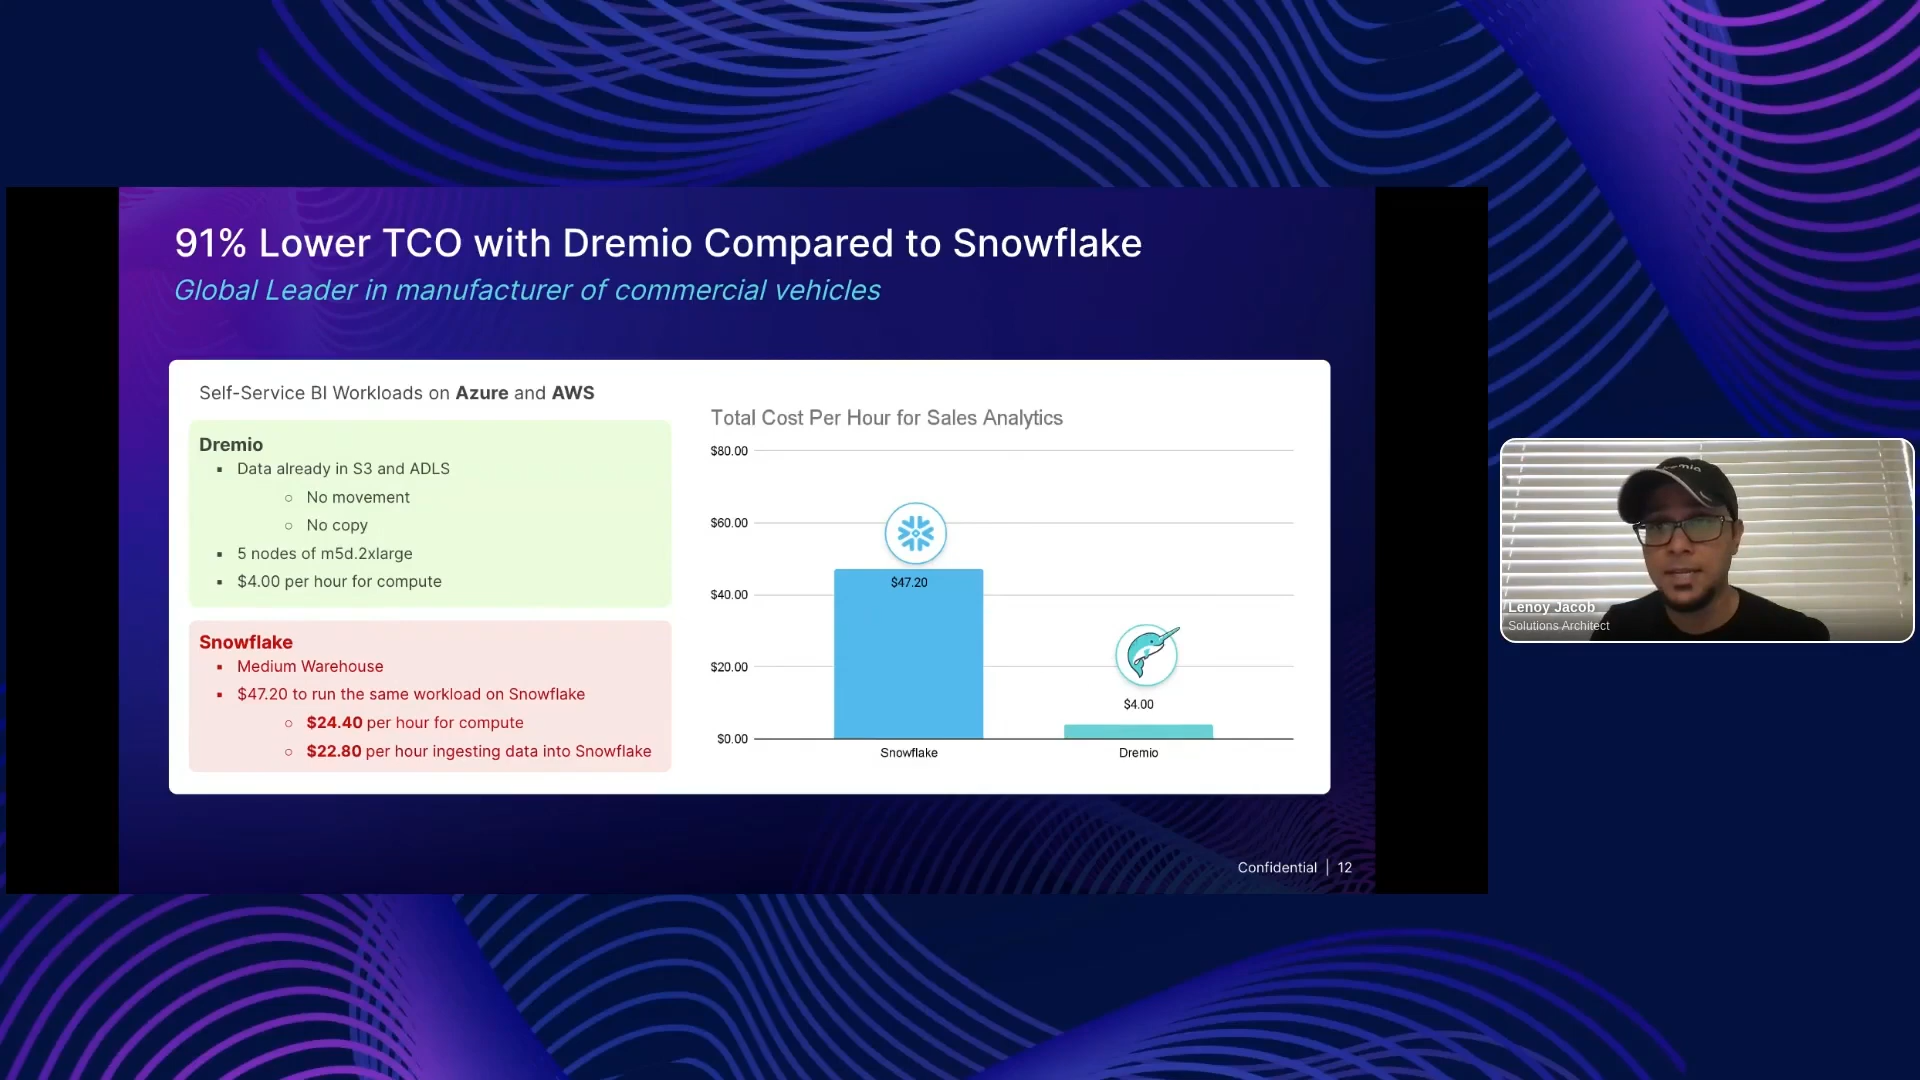 91% Lower TCO with Dremio Compared to Snowflake
Global Leader in manufacturer of commercial vehicles
Self-Service BI Workloads on Azure and AWS
Dremio
Data already in S3 and ADLS
No movement
No copy
5 nodes of m5d.2xlarge
$4.00 per hour for compute
Snowflake
Medium Warehouse
$47.20 to run the same workload on Snowflake
$24.40 per hour for compute
$22.80 per hour ingesting data into Snowflake
Total Cost Per Hour for Sales Analytics
$80.00
$60.00
$40.00
$20.00
$0.00
$47.20
$4.00
Snowflake
Dremio
Confidential | 12
dremio
Lenoy Jacob
Solutions Architect